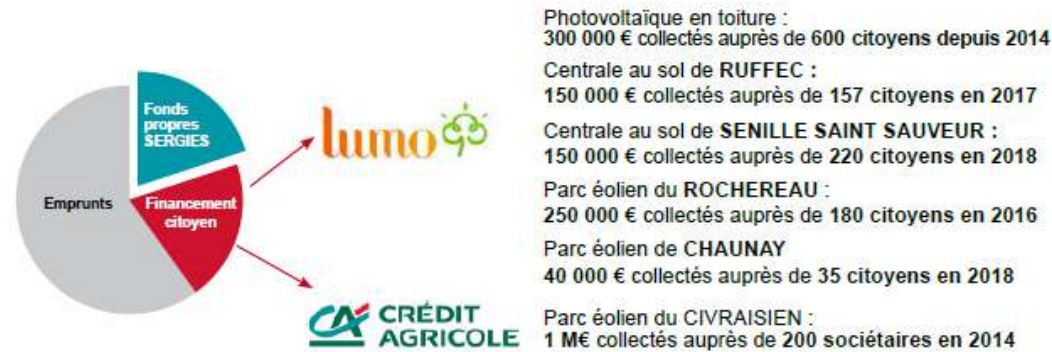 Fonds
propres
SERGIES
Emprunts
Financement
citoyen
lumo
CA CRÉDIT
AGRICOLE
Photovoltaïque en toiture :
300 000 € collectés auprès de 600 citoyens depuis 2014
Centrale au sol de RUFFEC :
150 000 € collectés auprès de 157 citoyens en 2017
Centrale au sol de SENILLE SAINT SAUVEUR :
150 000 € collectés auprès de 220 citoyens en 2018
Parc éolien du ROCHEREAU :
250 000 € collectés auprès de 180 citoyens en 2016
Parc éolien de CHAUNAY
40 000 € collectés auprès de 35 citoyens en 2018
Parc éolien du CIVRAISIEN :
1 M€ collectés auprès de 200 sociétaires en 2014